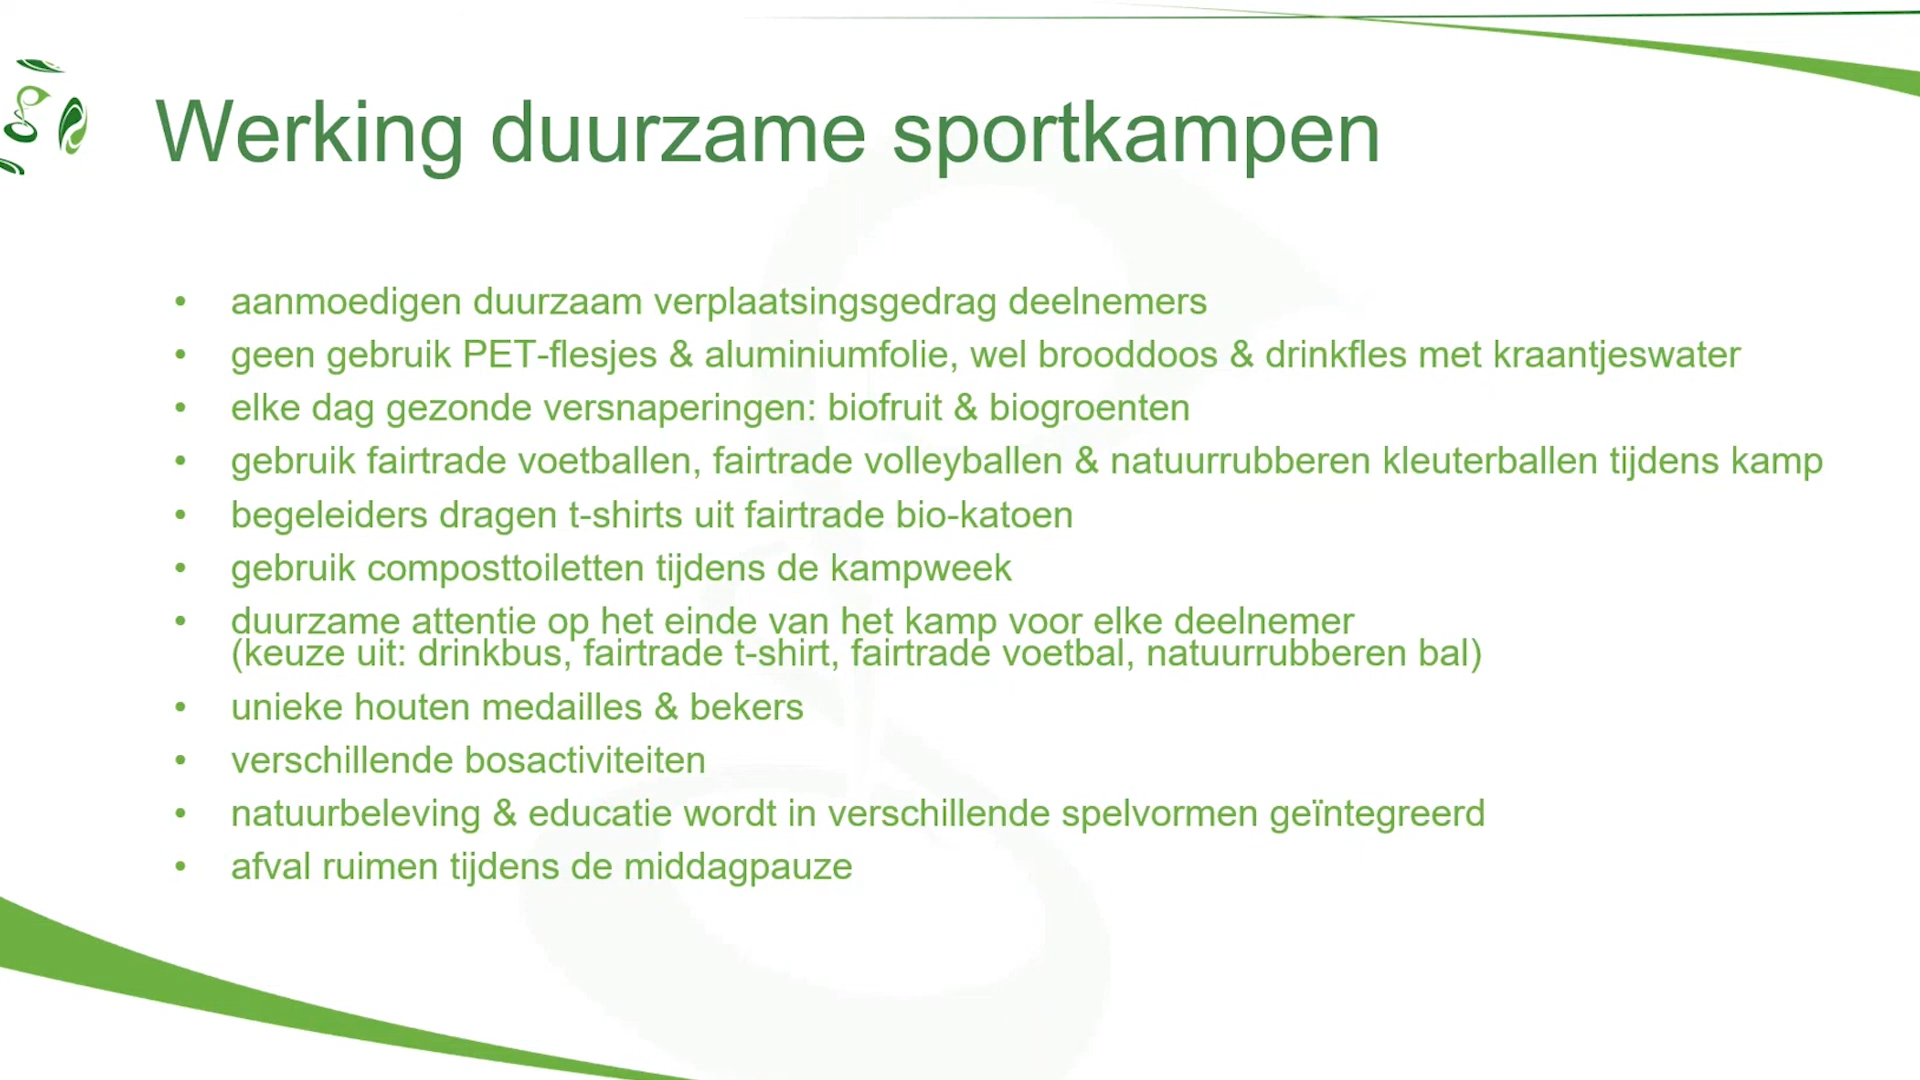 Werking duurzame sportkampen
• aanmoedigen duurzaam verplaatsingsgedrag deelnemers
• geen gebruik PET-flesjes & aluminiumfolie, wel brooddoos & drinkfles met kraantjeswater
• elke dag gezonde versnaperingen: biofruit & biogroenten
• gebruik fairtrade voetballen, fairtrade volleyballen & natuurrubberen kleuterballen tijdens kamp
• begeleiders dragen t-shirts uit fairtrade bio-katoen
• gebruik composttoiletten tijdens de kampweek
• duurzame attentie op het einde van het kamp voor elke deelnemer
(keuze uit: drinkbus, fairtrade t-shirt, fairtrade voetbal, natuurrubberen bal)
• unieke houten medailles & bekers
• verschillende bosactiviteiten
• natuurbeleving & educatie wordt in verschillende spelvormen geïntegreerd
• afval ruimen tijdens de middagpauze